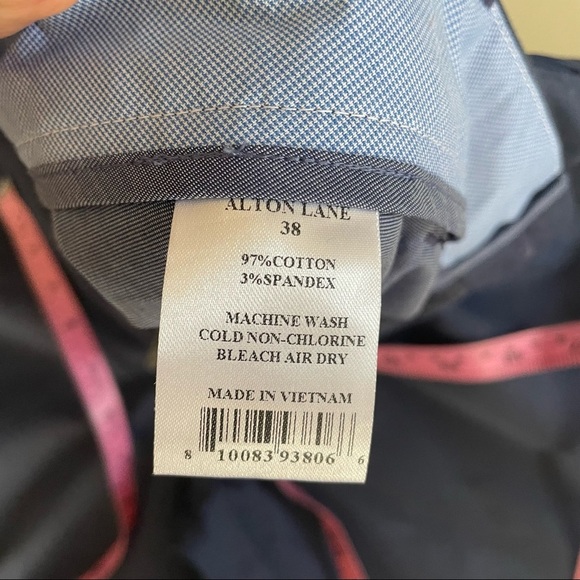 ALTON LANE
38
97%COTTON
3%SPANDEX
MACHINE WASH
COLD NON-CHLORINE
BLEACH AIR DRY
MADE IN VIETNAM
8 10083 93806 6